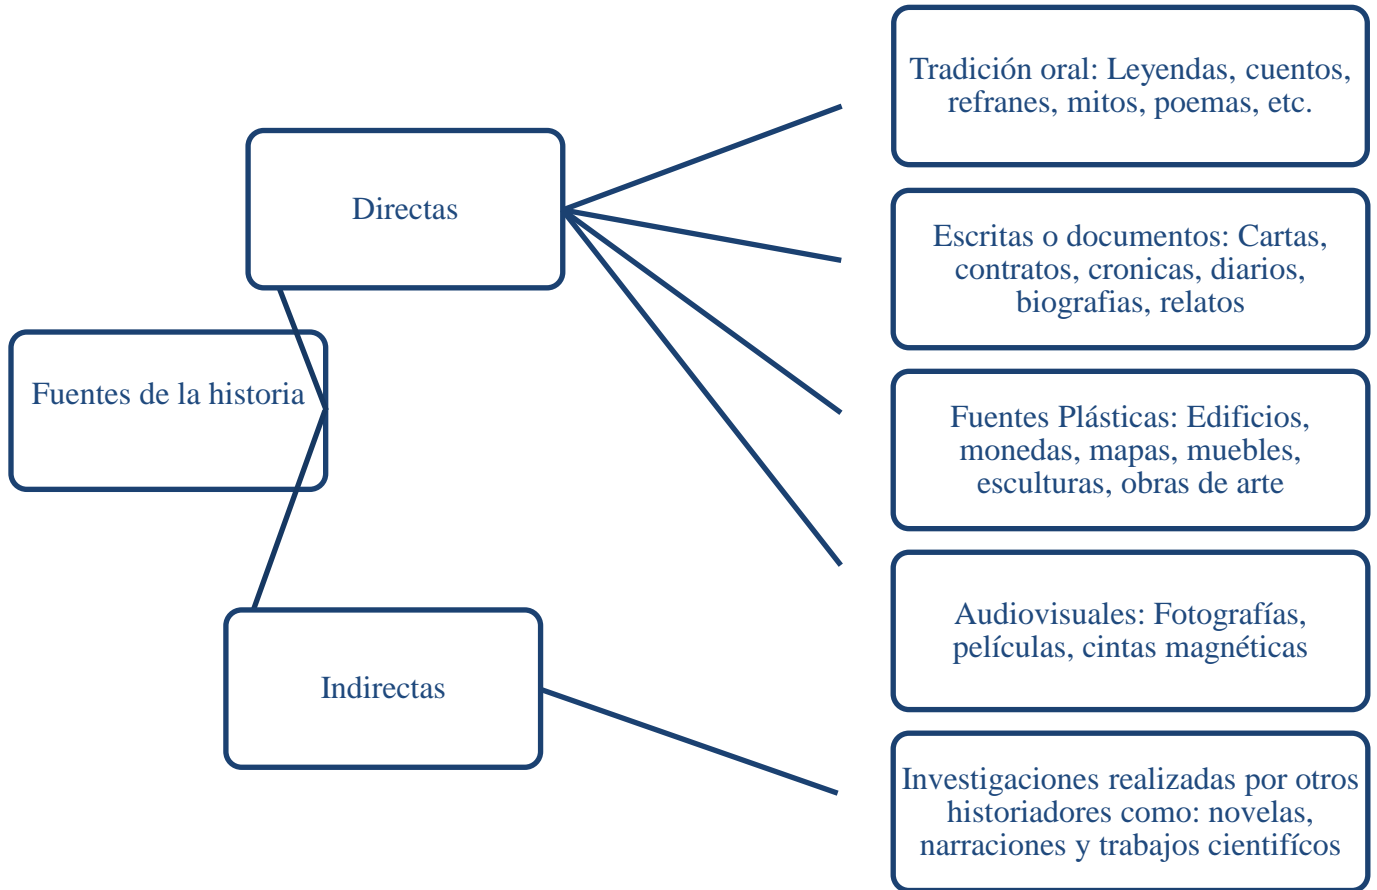 Fuentes de la historia
Directas
Tradición oral: Leyendas, cuentos,
refranes, mitos, poemas, etc.
Escritas o documentos: Cartas,
contratos, cronicas, diarios,
biografias, relatos
Fuentes Plásticas: Edificios,
monedas, mapas, muebles,
esculturas, obras de arte
Audiovisuales: Fotografías,
películas, cintas magnéticas
Indirectas
Investigaciones realizadas por otros
historiadores como: novelas,
narraciones y trabajos cientifícos